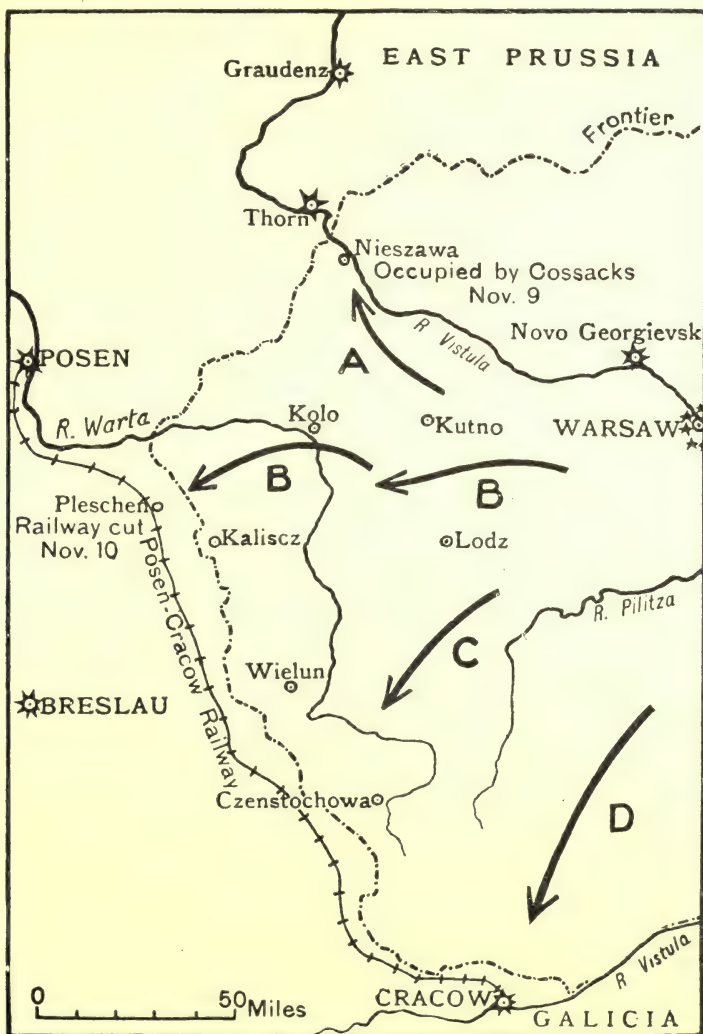 EAST PRUSSIA
Graudenz
Frontier
Thorn
Nieszawa
Occupied by Cossacks
Nov. 9
R. Vistula
Novo Georgievsk
POSEN
A
R. Warta
Kolo
Kutno
WARSAW
B
B
Pleschen
Railway cut
Nov. 10
Kaliscz
Lodz
Posen-Cracow Railway
R. Pilitza
C
Wielun
BRESLAU
Czenstochowa
D
R Vistula
0 50 Miles
CRACOW
GALICIA